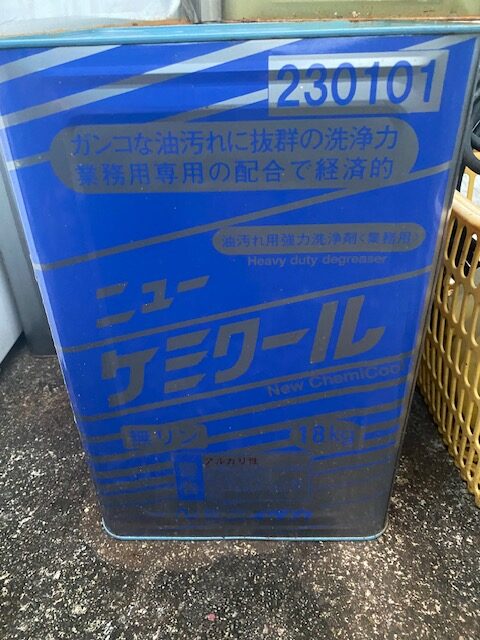 230101
ガンコな油汚れに抜群の洗浄力
業務用専用の配合で経済的
油汚れ用強力洗浄剤<業務用>
Heavy duty degreaser
ニュー
ケミクール
New ChemiCoo
無リン
18kg
アルカリ性